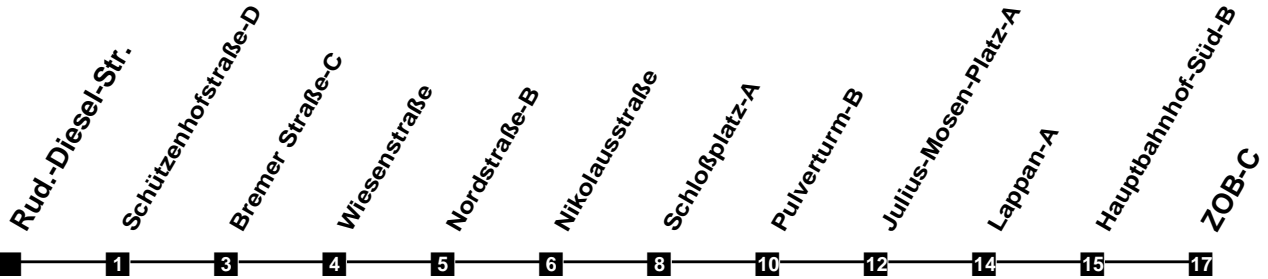 Rud.-Diesel-Str.
Schützenhofstraße-D
Bremer Straße-C
Wiesenstraße
Nordstraße-B
Nikolausstraße
Schloßplatz-A
Pulverturm-B
Julius-Mosen-Platz-A
Lappan-A
Hauptbahnhof-Süd-B
ZOB-C
1 3 4 5 6 8 10 12 14 15 17